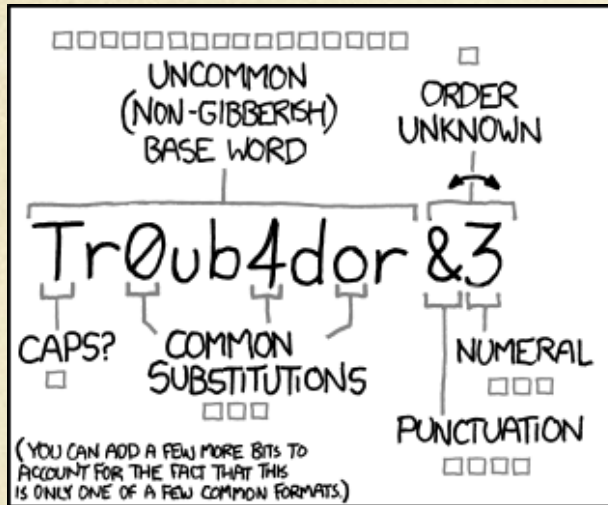 UNCOMMON
(NON-GIBBERISH)
BASE WORD
ORDER
UNKNOWN
Tr0ub4dor &3
CAPS?
COMMON
SUBSTITUTIONS
NUMERAL
PUNCTUATION
(YOU CAN ADD A FEW MORE BITS TO
ACCOUNT FOR THE FACT THAT THIS
IS ONLY ONE OF A FEW COMMON FORMATS.)